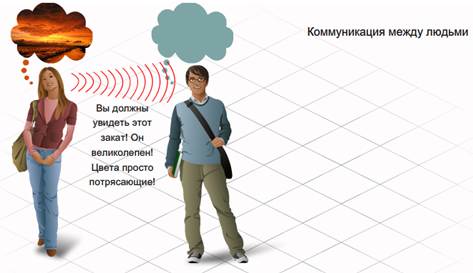 Коммуникация между людьми
Вы должны
увидеть этот
закат! Он
великолепен!
Цвета просто
потрясающие!